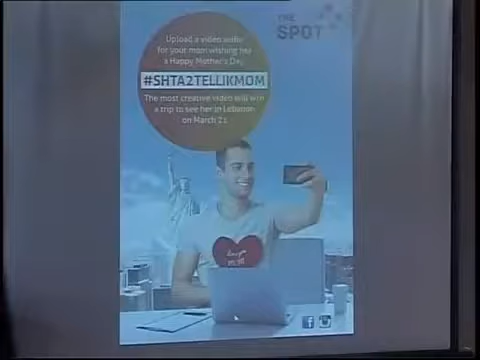 THE
SPOT
Upload a video selfie
for your mom wishing her
a Happy Mother's Day
#SHTA2TELLIKMOM
The most creative video will win
a trip to see her in Lebanon
on March 21